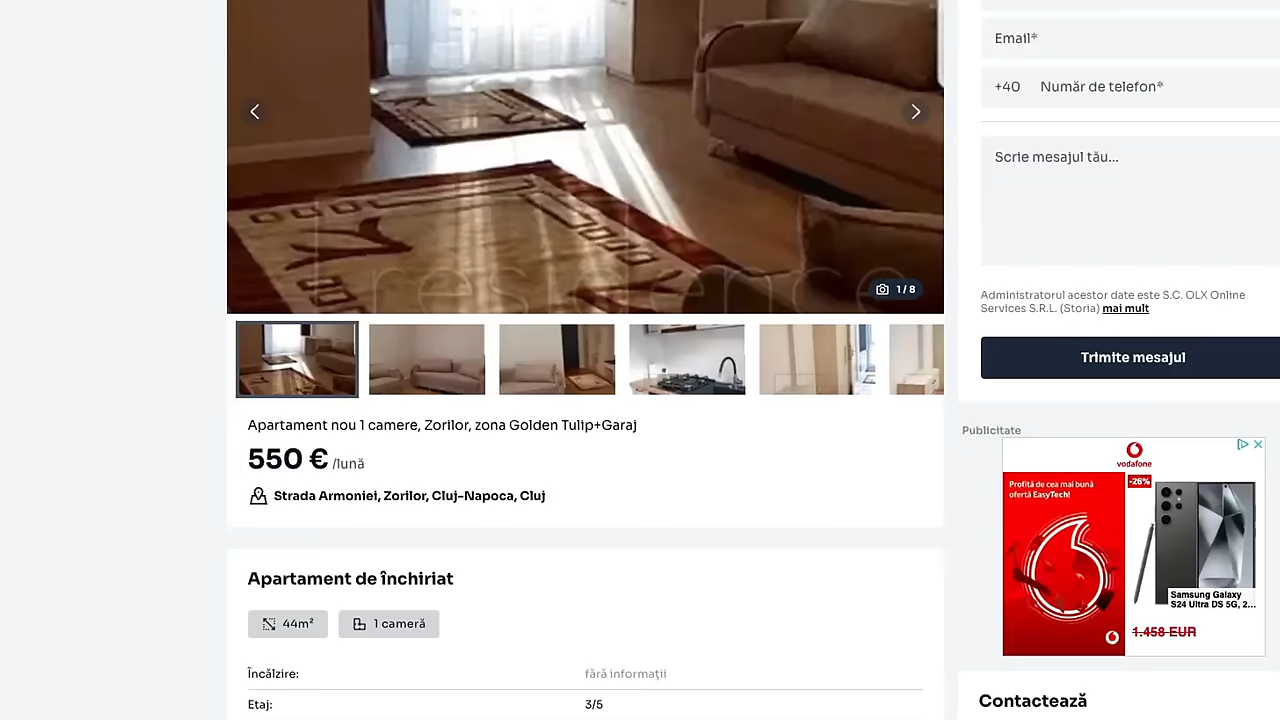 Email*
+40 Număr de telefon*
Scrie mesajul tău...
residence
1/8
Administratorul acestor date este S.C. OLX Online
Services S.R.L. (Storia) mai mult
Trimite mesajul
Apartament nou 1 camere, Zorilor, zona Golden Tulip+Garaj
550 € /lună
Strada Armoniei, Zorilor, Cluj-Napoca, Cluj
Publicitate
vodafone
Profită de cea mai bună
ofertă EasyTech!
-26%
Samsung Galaxy
S24 Ultra DS 5G, 2...
1.458 EUR
Apartament de închiriat
44m²
1 cameră
Încălzire: fără informații
Etaj: 3/5
Contactează